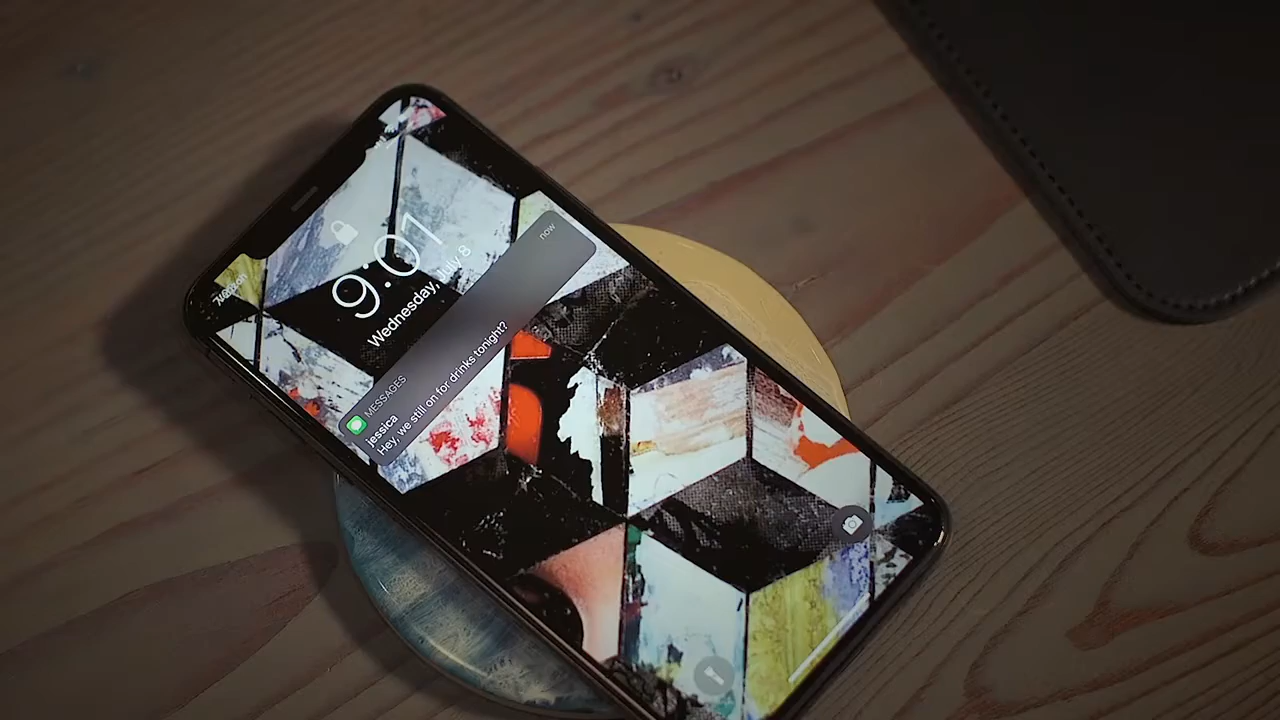 9:01
Wednesday, July 8
MESSAGES
now
jessica
Hey, we still on for drinks tonight?